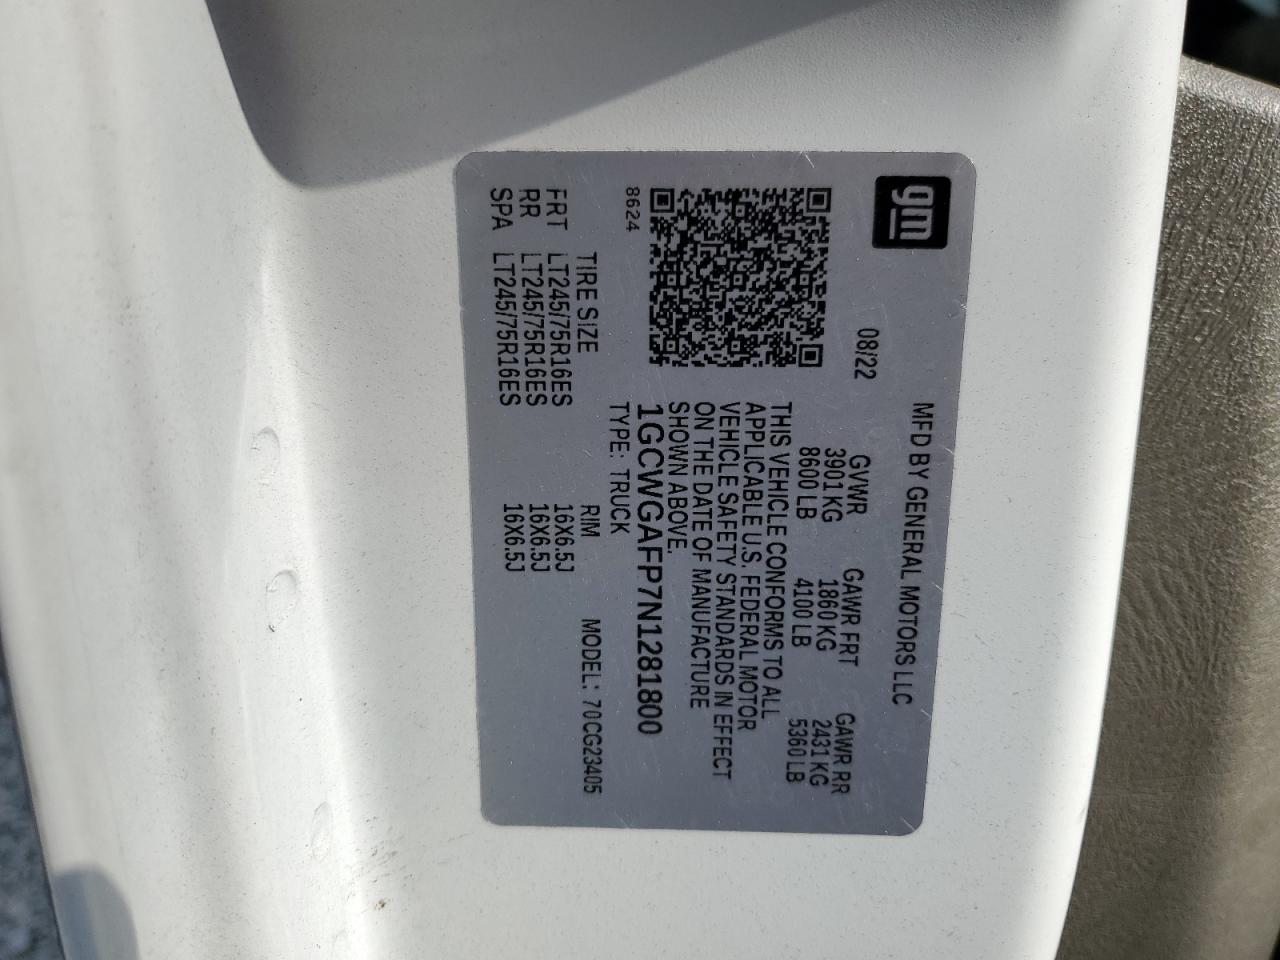 gm
MFD BY GENERAL MOTORS LLC
08/22
GVWR GAWR FRT GAWR RR
3901 KG 1860 KG 2431 KG
8600 LB 4100 LB 5360 LB
THIS VEHICLE CONFORMS TO ALL
APPLICABLE U.S. FEDERAL MOTOR
VEHICLE SAFETY STANDARDS IN EFFECT
ON THE DATE OF MANUFACTURE
SHOWN ABOVE.
1GCWGAFP7N1281800
8624
TYPE: TRUCK
MODEL: 70CG23405
TIRE SIZE RIM
FRT LT245/75R16ES 16X6.5J
RR LT245/75R16ES 16X6.5J
SPA LT245/75R16ES 16X6.5J